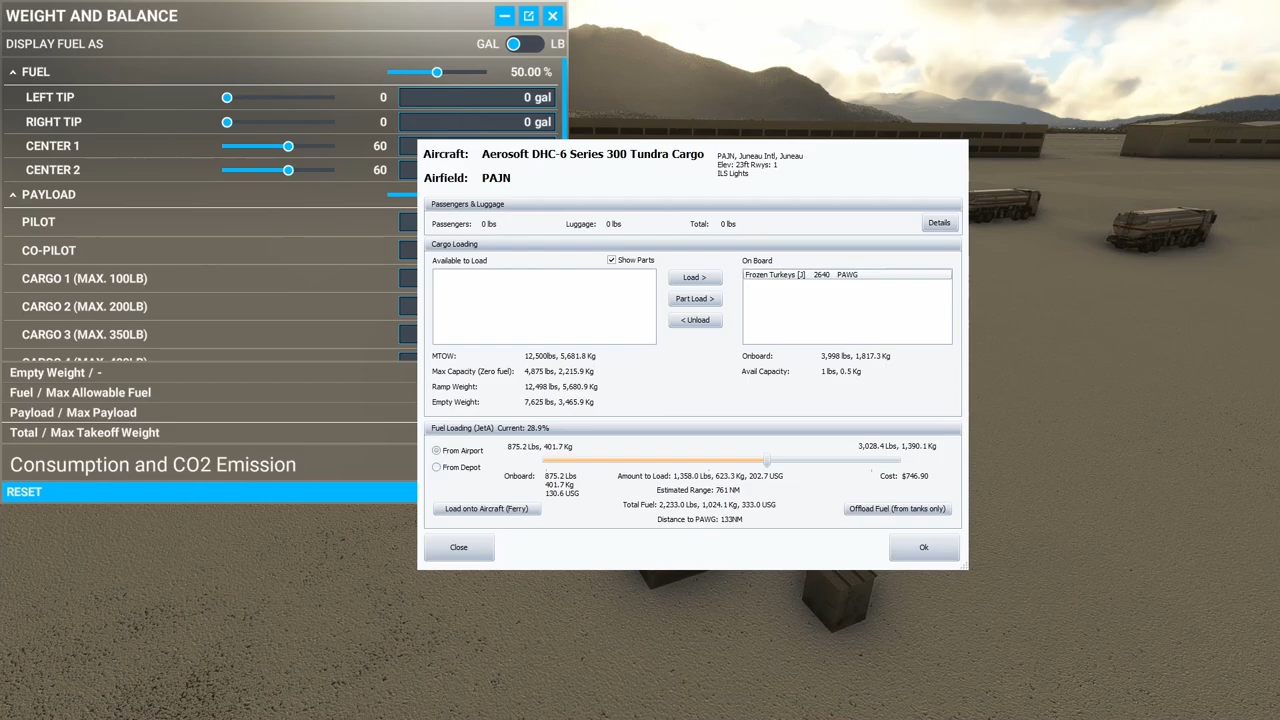 WEIGHT AND BALANCE
DISPLAY FUEL AS GAL LB
FUEL 50.00 %
LEFT TIP 0 0 gal
RIGHT TIP 0 0 gal
CENTER 1 60
CENTER 2 60
PAYLOAD
PILOT
CO-PILOT
CARGO 1 (MAX. 100LB)
CARGO 2 (MAX. 200LB)
CARGO 3 (MAX. 350LB)
Empty Weight / -
Fuel / Max Allowable Fuel
Payload / Max Payload
Total / Max Takeoff Weight
Consumption and CO2 Emission
RESET
Aircraft: Aerosoft DHC-6 Series 300 Tundra Cargo
PAJN, Juneau Intl, Juneau
Elev: 23ft Rwys: 1
ILS Lights
Airfield: PAJN
Passengers & Luggage
Passengers: 0 lbs Luggage: 0 lbs Total: 0 lbs Details
Cargo Loading
Available to Load Show Parts On Board
Load > Frozen Turkeys [J] 2640 PAWG
Part Load >
< Unload
MTOW: 12,500lbs, 5,681.8 Kg Onboard: 3,998 lbs, 1,817.3 Kg
Max Capacity (Zero fuel): 4,875 lbs, 2,215.9 Kg Avail Capacity: 1 lbs, 0.5 Kg
Ramp Weight: 12,498 lbs, 5,680.9 Kg
Empty Weight: 7,625 lbs, 3,465.9 Kg
Fuel Loading (JetA) Current: 28.9%
From Airport 875.2 Lbs, 401.7 Kg 3,028.4 Lbs, 1,390.1 Kg
From Depot
Onboard: 875.2 Lbs Amount to Load: 1,358.0 Lbs, 623.3 Kg, 202.7 USG Cost: $746.90
401.7 Kg
130.6 USG
Estimated Range: 761 NM
Total Fuel: 2,233.0 Lbs, 1,024.1 Kg, 333.0 USG
Load onto Aircraft (Ferry) Offload Fuel (from tanks only)
Distance to PAWG: 133NM
Close Ok